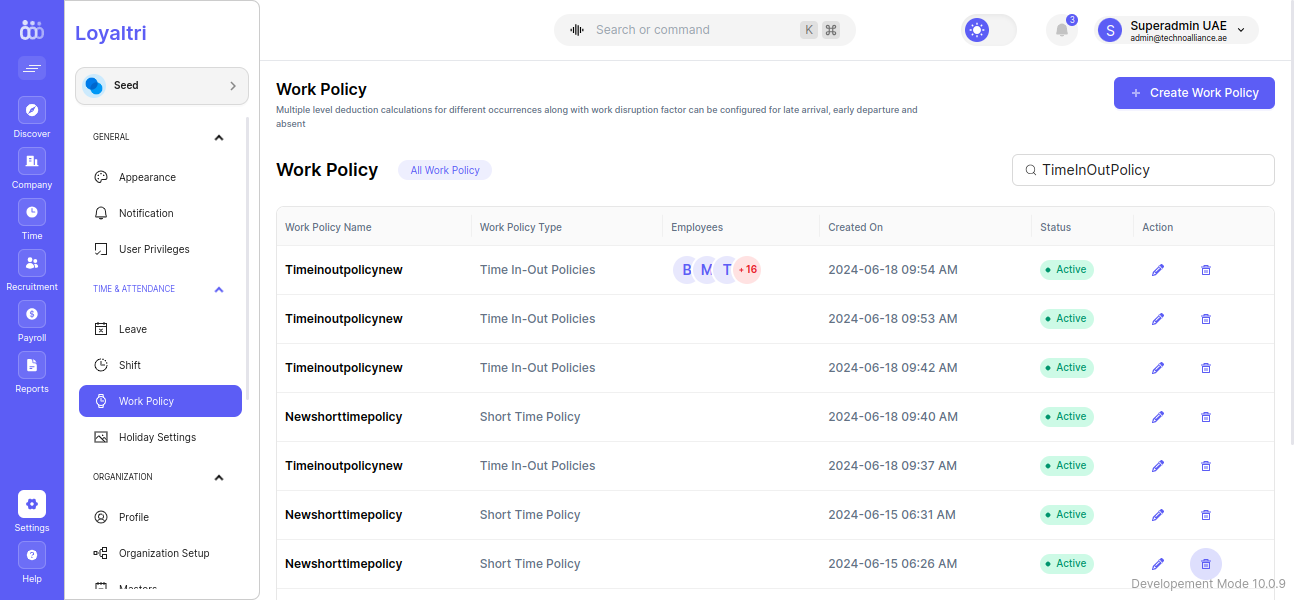 Loyaltri
Search or command
K ⌘
3
S
Superadmin UAE
admin@technoalliance.ae
Discover
Company
Time
Recruitment
Payroll
Reports
Settings
Help
Seed
GENERAL
Appearance
Notification
User Privileges
TIME & ATTENDANCE
Leave
Shift
Work Policy
Holiday Settings
ORGANIZATION
Profile
Organization Setup
Masters
Work Policy
Multiple level deduction calculations for different occurrences along with work disruption factor can be configured for late arrival, early departure and
absent
+ Create Work Policy
Work Policy
All Work Policy
TimeInOutPolicy
Work Policy Name Work Policy Type Employees Created On Status Action
Timeinoutpolicynew Time In-Out Policies B M T +16 2024-06-18 09:54 AM Active
Timeinoutpolicynew Time In-Out Policies 2024-06-18 09:53 AM Active
Timeinoutpolicynew Time In-Out Policies 2024-06-18 09:42 AM Active
Newshorttimepolicy Short Time Policy 2024-06-18 09:40 AM Active
Timeinoutpolicynew Time In-Out Policies 2024-06-18 09:37 AM Active
Newshorttimepolicy Short Time Policy 2024-06-15 06:31 AM Active
Newshorttimepolicy Short Time Policy 2024-06-15 06:26 AM Active
Developement Mode 10.0.9